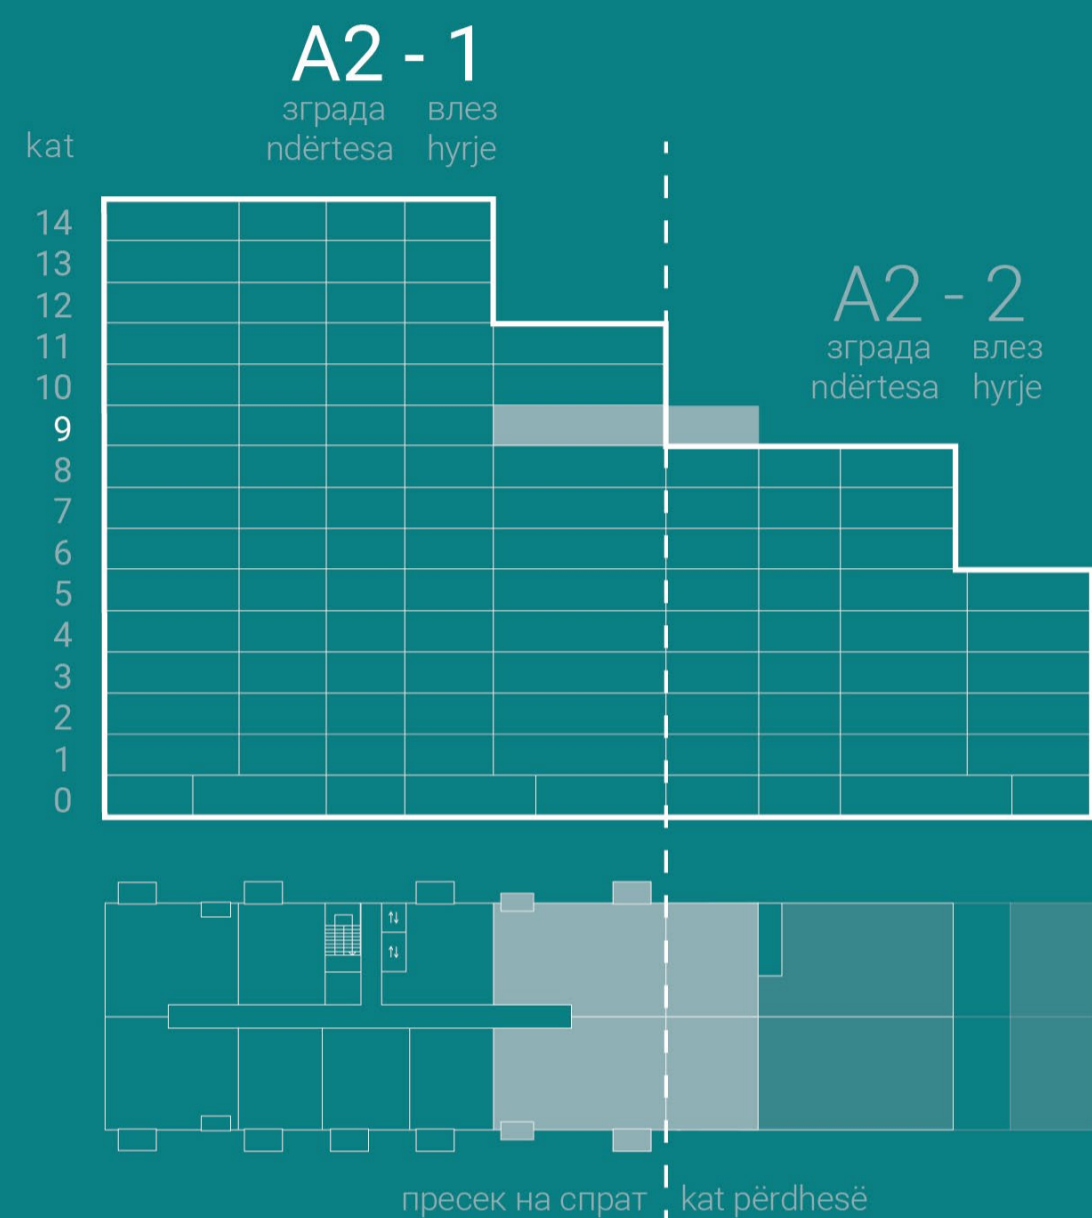 A2 - 1
зграда влез
ndërtesa hyrje
kat
14
13
12
11
10
9
8
7
6
5
4
3
2
1
0
A2 - 2
зграда влез
ndërtesa hyrje
пресек на спрат kat përdhesë